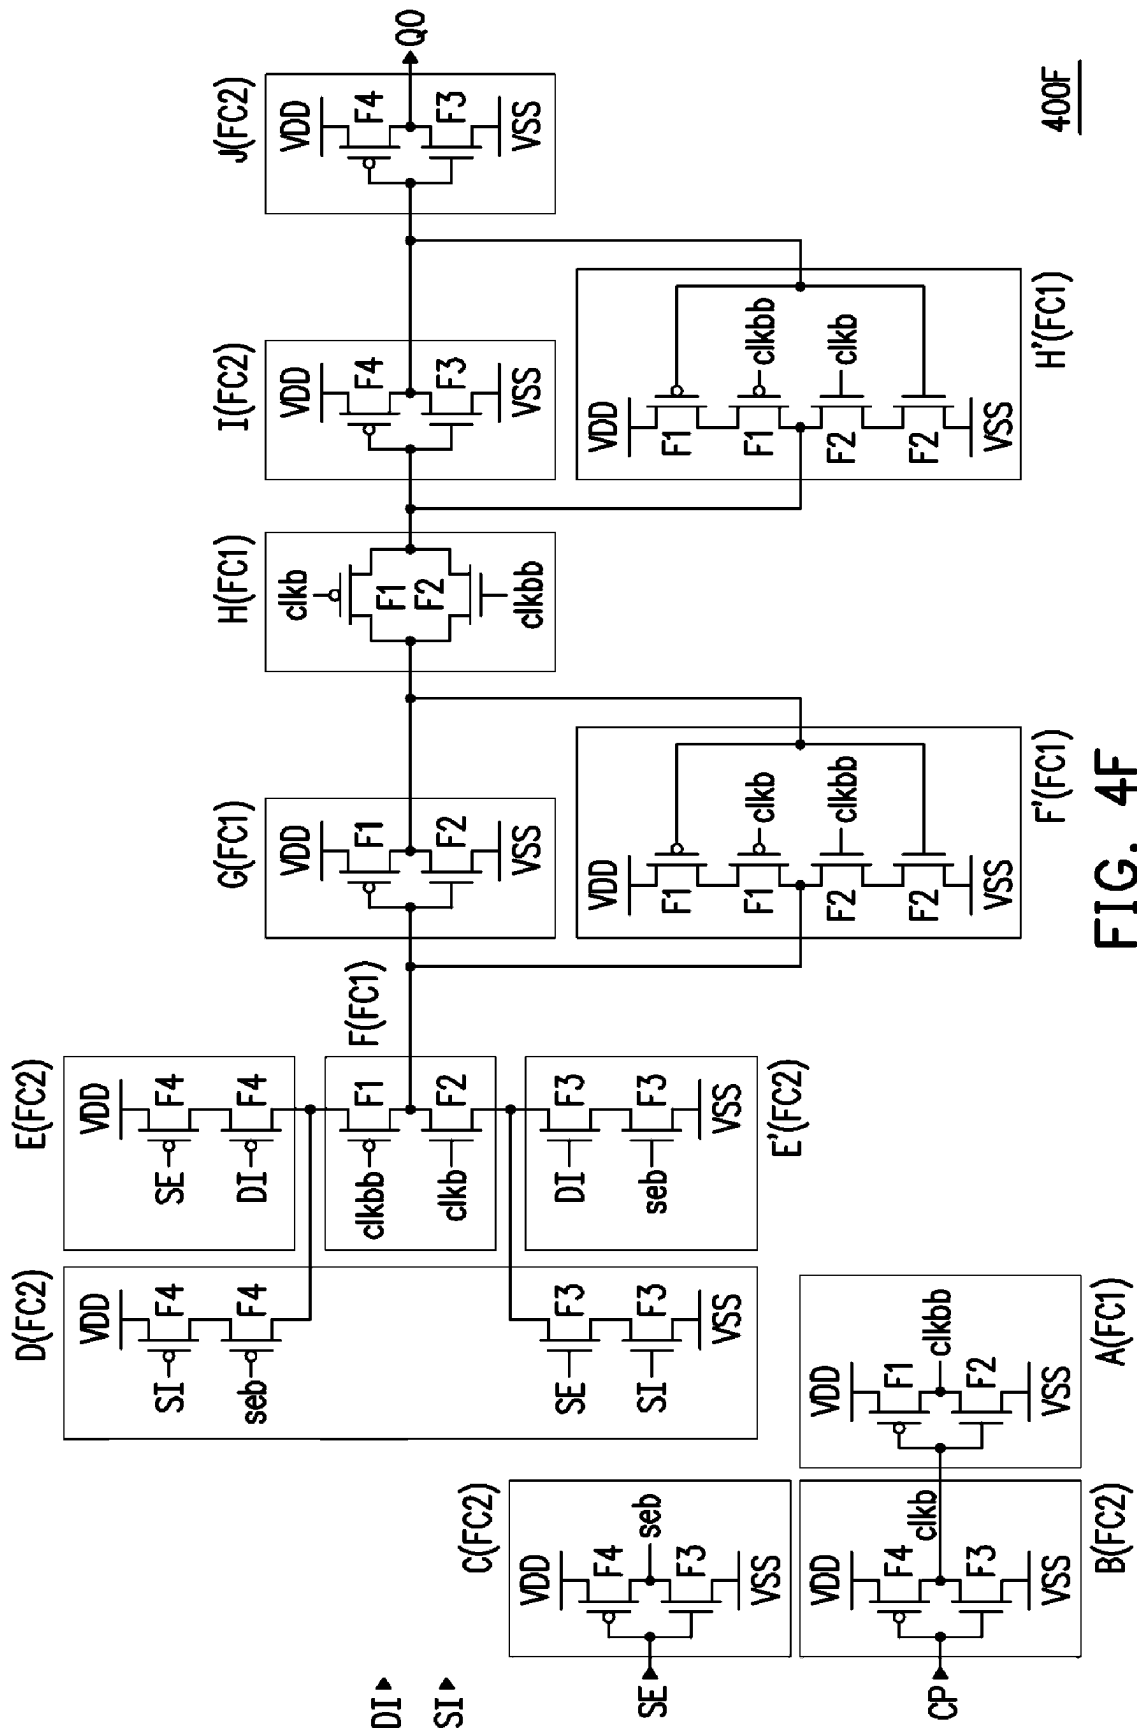 DI
SI
SE
C(FC2)
VDD
F4
seb
F3
VSS
CP
B(FC2)
VDD
F4
clkb
F3
VSS
A(FC1)
VDD
F1
clkbb
F2
VSS
D(FC2)
VDD
SI
F4
seb
F4
SE
F3
SI
F3
VSS
E(FC2)
VDD
SE
F4
DI
F4
F(FC1)
clkbb
F1
clkb
F2
E'(FC2)
DI
F3
seb
F3
VSS
G(FC1)
VDD
F1
F2
VSS
F'(FC1)
VDD
F1
F1
clkb
F2
clkbb
F2
VSS
H(FC1)
clkb
F1
F2
clkbb
I(FC2)
VDD
F4
F3
VSS
H'(FC1)
VDD
F1
F1
clkbb
F2
clkb
F2
VSS
J(FC2)
VDD
F4
F3
VSS
QO
400F
FIG. 4F